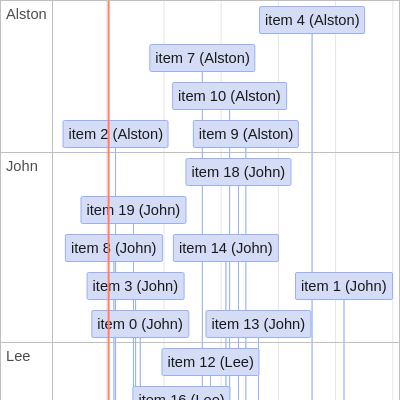 Alston
item 4 (Alston)
item 7 (Alston)
item 10 (Alston)
item 2 (Alston)
item 9 (Alston)
John
item 18 (John)
item 19 (John)
item 8 (John)
item 14 (John)
item 3 (John)
item 1 (John)
item 0 (John)
item 13 (John)
Lee
item 12 (Lee)
item 16 (Lee)